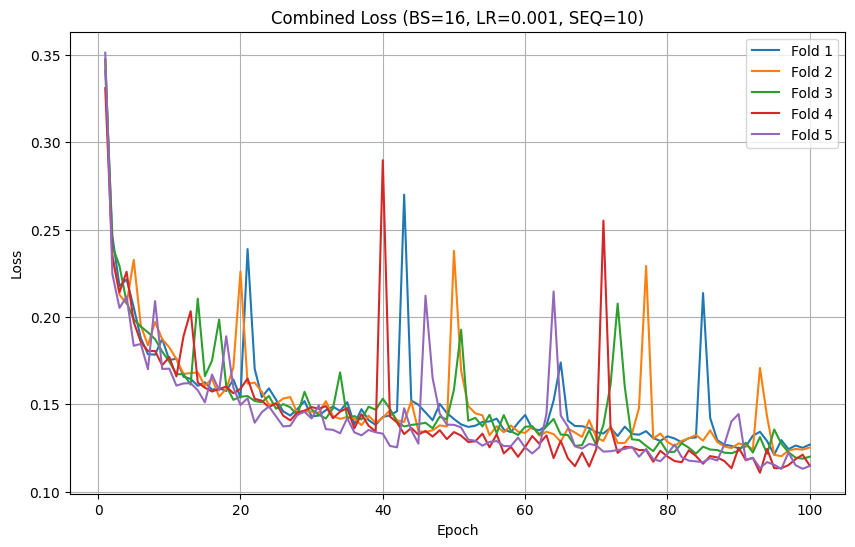 Combined Loss (BS=16, LR=0.001, SEQ=10)
Fold 1
Fold 2
Fold 3
Fold 4
Fold 5
Loss
0.35
0.30
0.25
0.20
0.15
0.10
0 20 40 60 80 100
Epoch